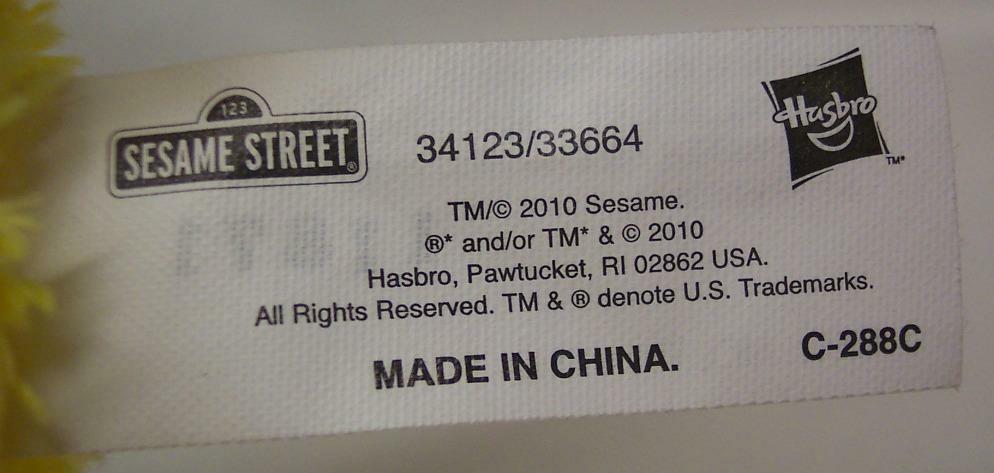 123
SESAME STREET®
34123/33664
Hasbro
TM*
TM/© 2010 Sesame.
®* and/or TM* & © 2010
Hasbro, Pawtucket, RI 02862 USA.
All Rights Reserved. TM & ® denote U.S. Trademarks.
MADE IN CHINA.
C-288C